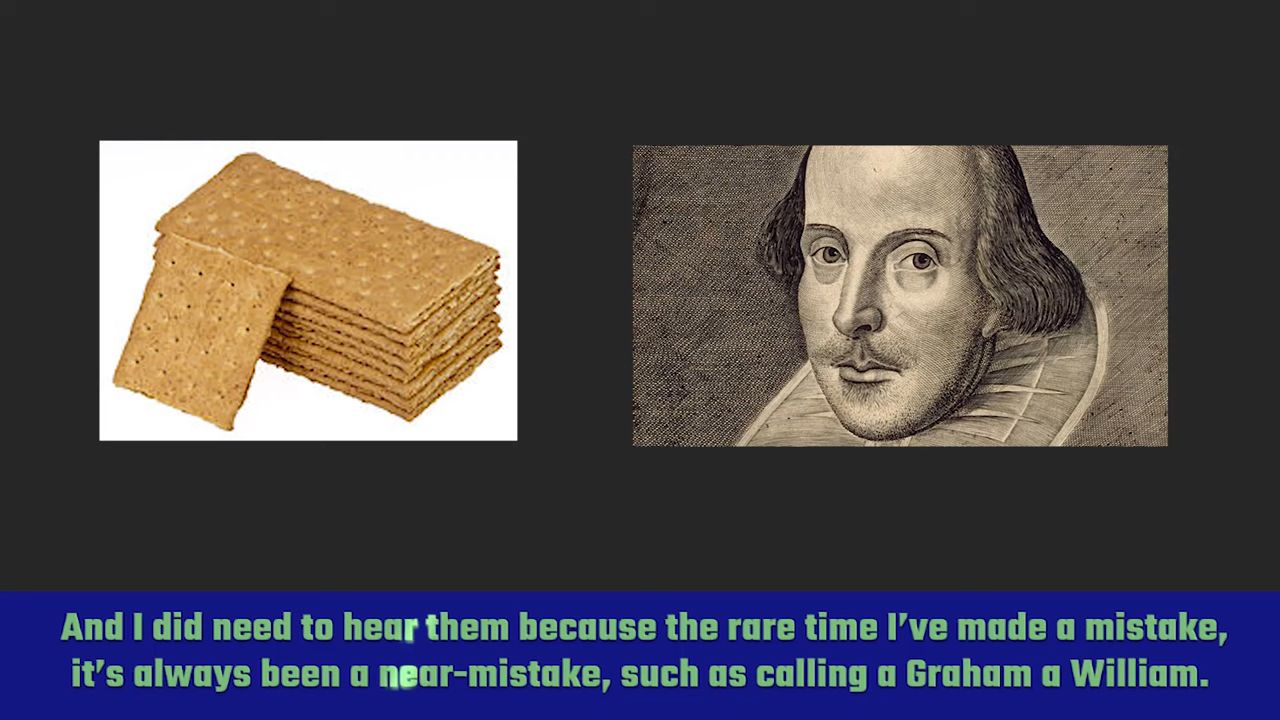 And I did need to hear them because the rare time I’ve made a mistake,
it’s always been a near-mistake, such as calling a Graham a William.